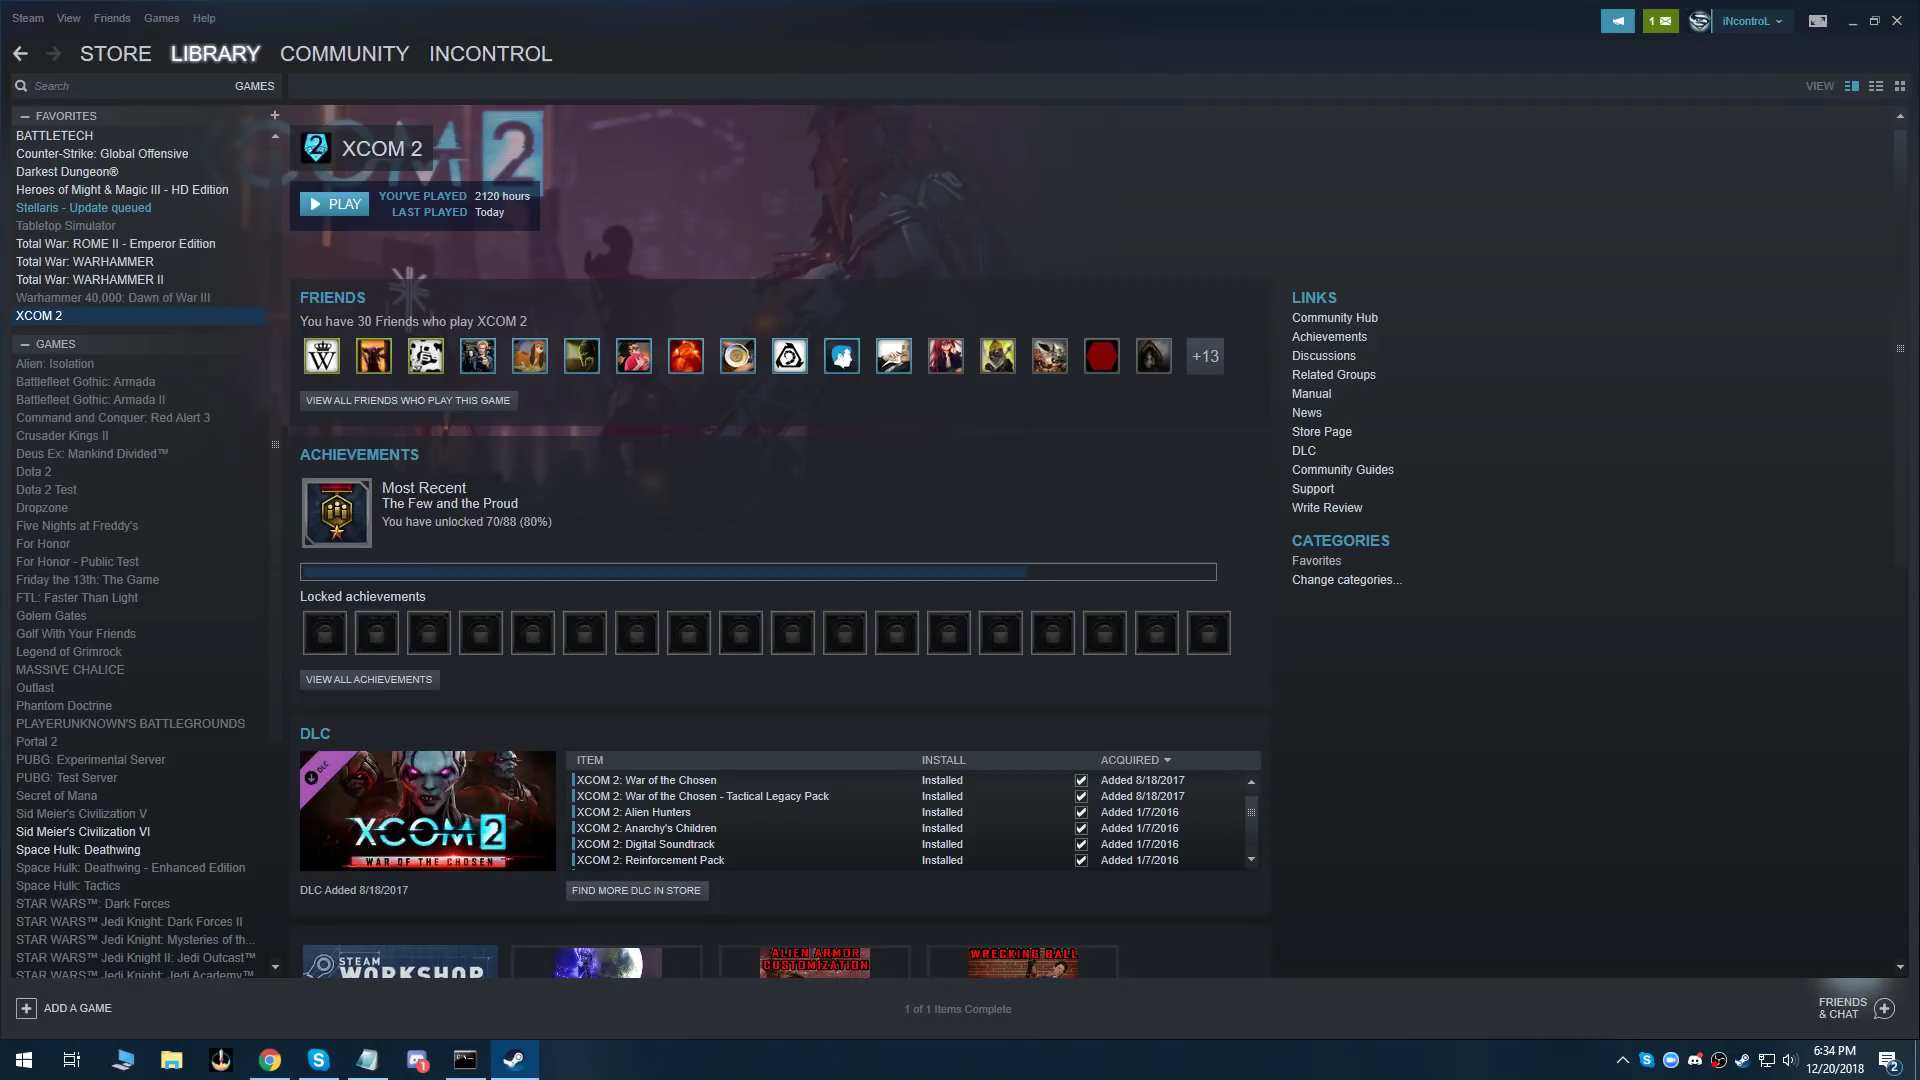 Steam View Friends Games Help
1
iNcontroL
STORE LIBRARY COMMUNITY INCONTROL
Search
GAMES
VIEW
FAVORITES
BATTLETECH
Counter-Strike: Global Offensive
Darkest Dungeon®
Heroes of Might & Magic III - HD Edition
Stellaris - Update queued
Tabletop Simulator
Total War: ROME II - Emperor Edition
Total War: WARHAMMER
Total War: WARHAMMER II
Warhammer 40,000: Dawn of War III
XCOM 2
GAMES
Alien: Isolation
Battlefleet Gothic: Armada
Battlefleet Gothic: Armada II
Command and Conquer: Red Alert 3
Crusader Kings II
Deus Ex: Mankind Divided™
Dota 2
Dota 2 Test
Dropzone
Five Nights at Freddy's
For Honor
For Honor - Public Test
Friday the 13th: The Game
FTL: Faster Than Light
Golem Gates
Golf With Your Friends
Legend of Grimrock
MASSIVE CHALICE
Outlast
Phantom Doctrine
PLAYERUNKNOWN'S BATTLEGROUNDS
Portal 2
PUBG: Experimental Server
PUBG: Test Server
Secret of Mana
Sid Meier's Civilization V
Sid Meier's Civilization VI
Space Hulk: Deathwing
Space Hulk: Deathwing - Enhanced Edition
Space Hulk: Tactics
STAR WARS™: Dark Forces
STAR WARS™ Jedi Knight: Dark Forces II
STAR WARS™ Jedi Knight: Mysteries of th...
STAR WARS™ Jedi Knight II: Jedi Outcast™
STAR WARS™ Jedi Knight: Jedi Academy™
XCOM 2
PLAY
YOU'VE PLAYED 2120 hours
LAST PLAYED Today
FRIENDS
You have 30 Friends who play XCOM 2
W
+13
VIEW ALL FRIENDS WHO PLAY THIS GAME
ACHIEVEMENTS
Most Recent
The Few and the Proud
You have unlocked 70/88 (80%)
Locked achievements
VIEW ALL ACHIEVEMENTS
DLC
DLC
XCOM 2
WAR OF THE CHOSEN
DLC Added 8/18/2017
ITEM INSTALL ACQUIRED
XCOM 2: War of the Chosen Installed Added 8/18/2017
XCOM 2: War of the Chosen - Tactical Legacy Pack Installed Added 8/18/2017
XCOM 2: Alien Hunters Installed Added 1/7/2016
XCOM 2: Anarchy's Children Installed Added 1/7/2016
XCOM 2: Digital Soundtrack Installed Added 1/7/2016
XCOM 2: Reinforcement Pack Installed Added 1/7/2016
FIND MORE DLC IN STORE
STEAM
WORKSHOP
ALIEN ARMOR
CUSTOMIZATION
WRECKING BALL
LINKS
Community Hub
Achievements
Discussions
Related Groups
Manual
News
Store Page
DLC
Community Guides
Support
Write Review
CATEGORIES
Favorites
Change categories...
ADD A GAME
1 of 1 Items Complete
FRIENDS
& CHAT
1
6:34 PM
12/20/2018
2